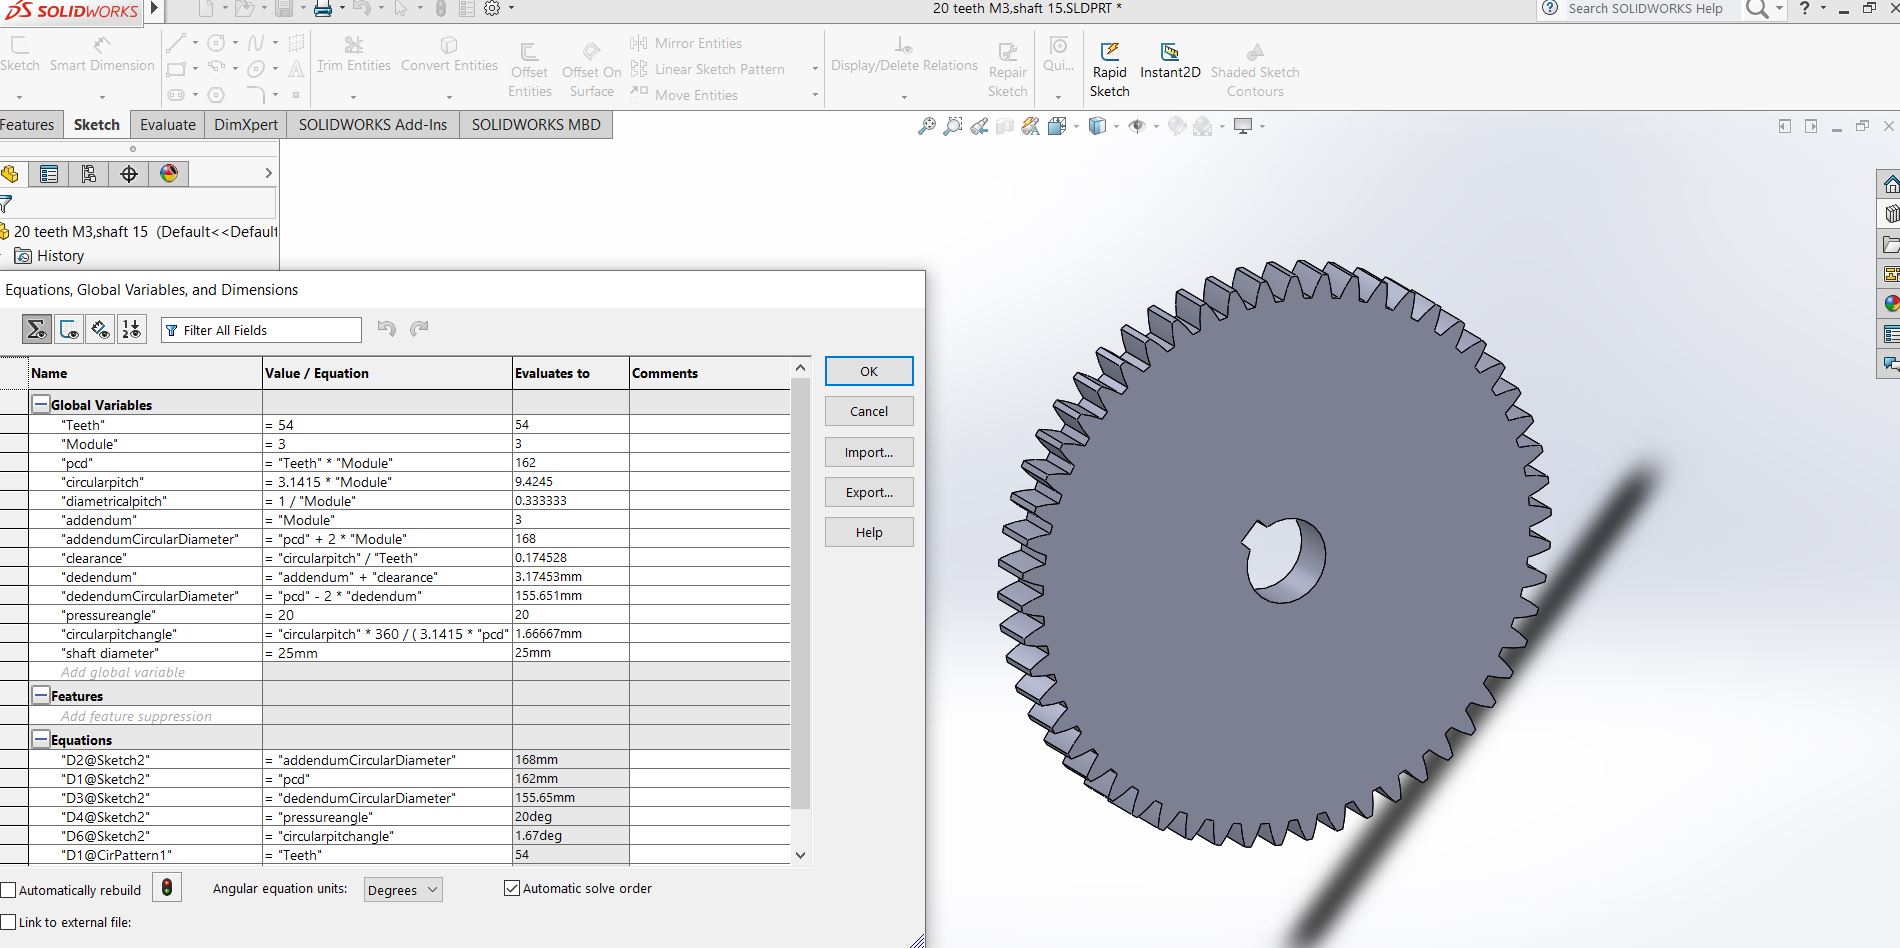 SOLIDWORKS
20 teeth M3,shaft 15.SLDPRT *
Search SOLIDWORKS Help
?
Sketch
Smart Dimension
Trim Entities
Convert Entities
Offset
Entities
Offset On
Surface
Mirror Entities
Linear Sketch Pattern
Move Entities
Display/Delete Relations
Repair
Sketch
Qui...
Rapid
Sketch
Instant2D
Shaded Sketch
Contours
Features
Sketch
Evaluate
DimXpert
SOLIDWORKS Add-Ins
SOLIDWORKS MBD
20 teeth M3,shaft 15 (Default<<Default
History
Equations, Global Variables, and Dimensions
Filter All Fields
Name Value / Equation Evaluates to Comments
Global Variables
"Teeth" = 54 54
"Module" = 3 3
"pcd" = "Teeth" * "Module" 162
"circularpitch" = 3.1415 * "Module" 9.4245
"diametricalpitch" = 1 / "Module" 0.333333
"addendum" = "Module" 3
"addendumCircularDiameter" = "pcd" + 2 * "Module" 168
"clearance" = "circularpitch" / "Teeth" 0.174528
"dedendum" = "addendum" + "clearance" 3.17453mm
"dedendumCircularDiameter" = "pcd" - 2 * "dedendum" 155.651mm
"pressureangle" = 20 20
"circularpitchangle" = "circularpitch" * 360 / ( 3.1415 * "pcd" 1.66667mm
"shaft diameter" = 25mm 25mm
Add global variable
Features
Add feature suppression
Equations
"D2@Sketch2" = "addendumCircularDiameter" 168mm
"D1@Sketch2" = "pcd" 162mm
"D3@Sketch2" = "dedendumCircularDiameter" 155.65mm
"D4@Sketch2" = "pressureangle" 20deg
"D6@Sketch2" = "circularpitchangle" 1.67deg
"D1@CirPattern1" = "Teeth" 54
OK
Cancel
Import...
Export...
Help
Automatically rebuild
Angular equation units: Degrees
Automatic solve order
Link to external file: